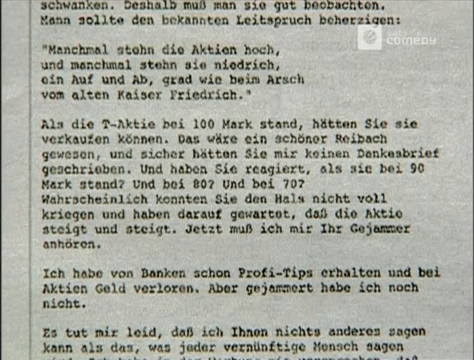 schwanken. Deshalb muß man sie gut beobachten.
Mann sollte den bekannten Leitspruch beherzigen:
"Manchmal stehn die Aktien hoch,
und manchmal stehn sie niedrich,
ein Auf und Ab, grad wie beim Arsch
vom alten Kaiser Friedrich."
Als die T-Aktie bei 100 Mark stand, hätten Sie sie
verkaufen können. Das wäre ein schöner Reibach
gewesen, und sicher hätten Sie mir keinen Dankesbrief
geschrieben. Und haben Sie reagiert, als sie bei 90
Mark stand? Und bei 80? Und bei 70?
Wahrscheinlich konnten Sie den Hals nicht voll
kriegen und haben darauf gewartet, daß die Aktie
steigt und steigt. Jetzt muß ich mir Ihr Gejammer
anhören.
Ich habe von Banken schon Profi-Tips erhalten und bei
Aktien Geld verloren. Aber gejammert habe ich noch
nicht.
Es tut mir leid, daß ich Ihnen nichts anderes sagen
kann als das, was jeder vernünftige Mensch sagen
comedy